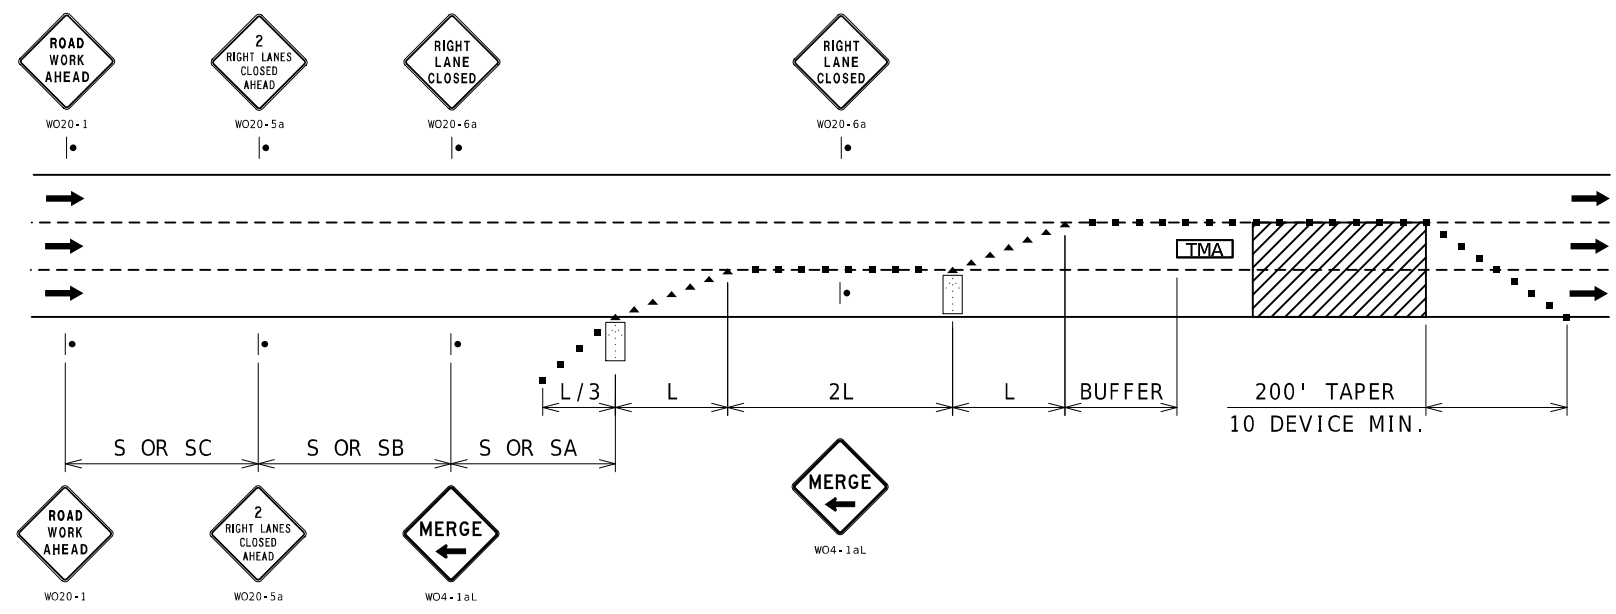 ROAD
WORK
AHEAD
WO20-1
2
RIGHT LANES
CLOSED
AHEAD
WO20-5a
RIGHT
LANE
CLOSED
WO20-6a
RIGHT
LANE
CLOSED
WO20-6a
TMA
L/3
L
2L
L
BUFFER
200' TAPER
10 DEVICE MIN.
S OR SC
S OR SB
S OR SA
ROAD
WORK
AHEAD
WO20-1
2
RIGHT LANES
CLOSED
AHEAD
WO20-5a
MERGE
WO4-1aL
MERGE
WO4-1aL